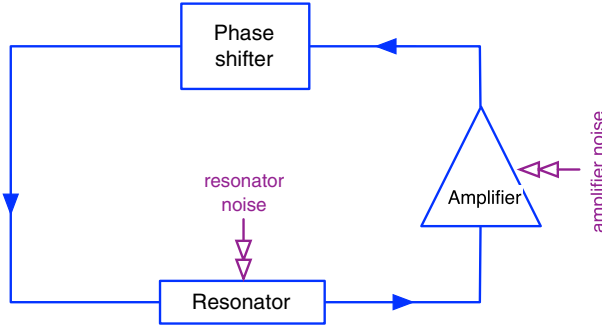 Phase
shifter
resonator
noise
Amplifier
amplifier noise
Resonator